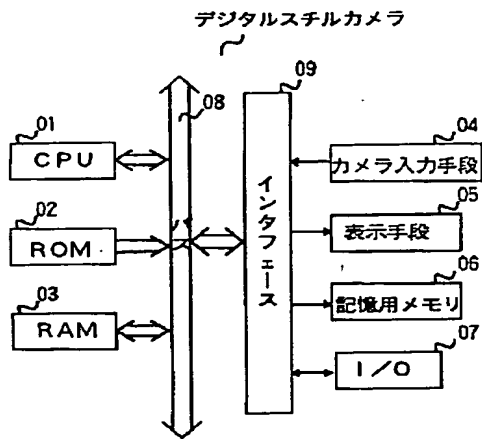 デジタルスチルカメラ
09
08
01
CPU
04
カメラ入力手段
05
表示手段
02
ROM
バス
インタフェース
06
記憶用メモリ
03
RAM
07
I/O